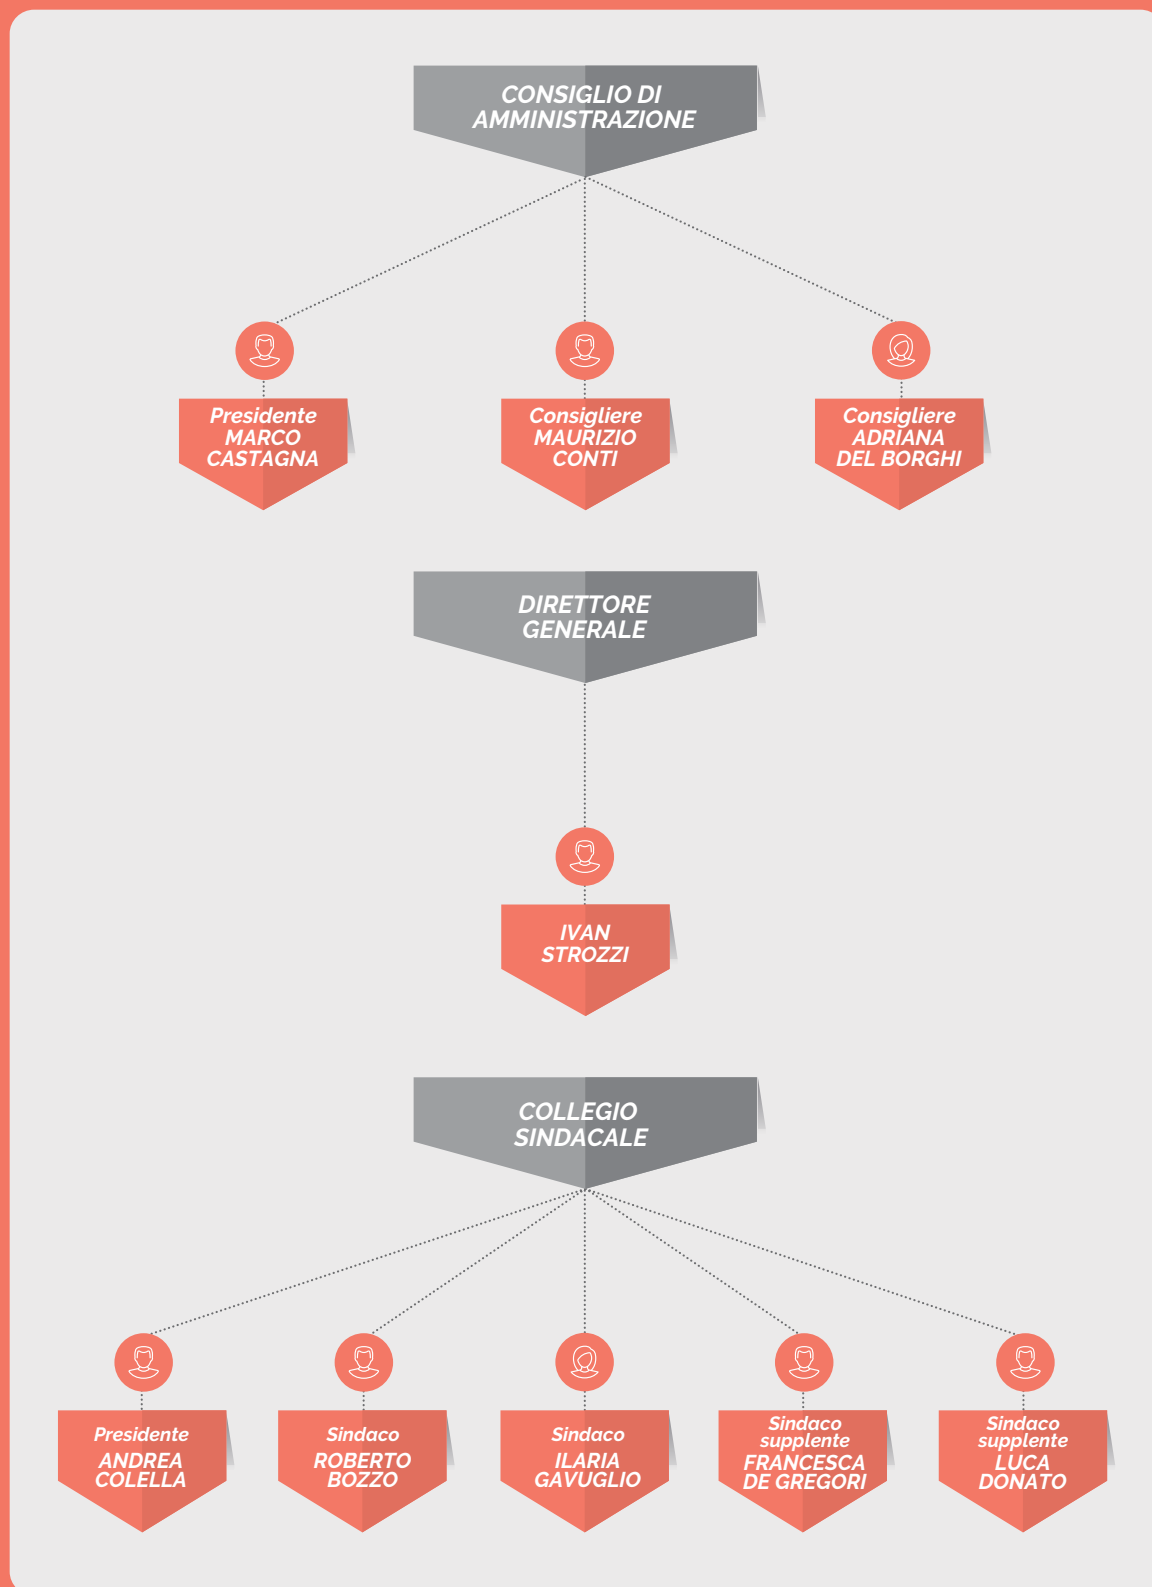 CONSIGLIO DI
AMMINISTRAZIONE
Presidente
MARCO
CASTAGNA
Consigliere
MAURIZIO
CONTI
Consigliere
ADRIANA
DEL BORGHI
DIRETTORE
GENERALE
IVAN
STROZZI
COLLEGIO
SINDACALE
Presidente
ANDREA
COLELLA
Sindaco
ROBERTO
BOZZO
Sindaco
ILARIA
GAVUGLIO
Sindaco
supplente
FRANCESCA
DE GREGORI
Sindaco
supplente
LUCA
DONATO